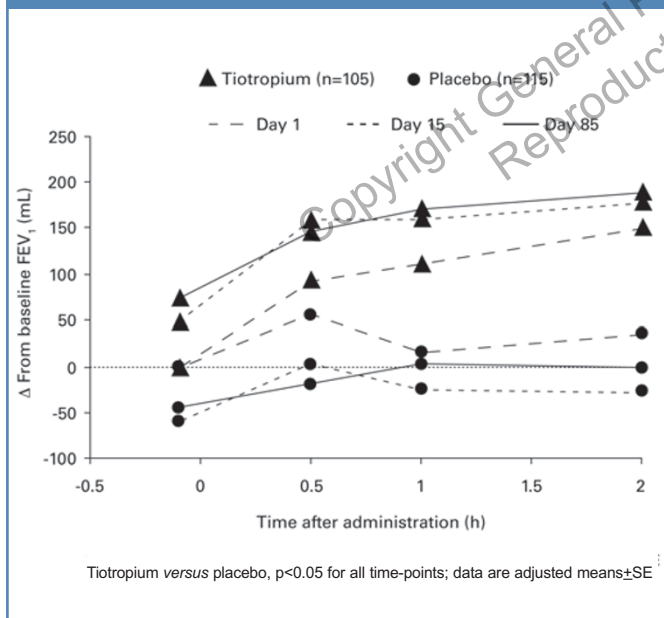 Copyright General
Reproduct
▲ Tiotropium (n=105) ● Placebo (n=115)
Day 1 Day 15 Day 85
250
200
150
100
50
0
-50
-100
-0.5 0 0.5 1 1.5 2
Δ From baseline FEV₁ (mL)
Time after administration (h)
Tiotropium versus placebo, p<0.05 for all time-points; data are adjusted means±SE